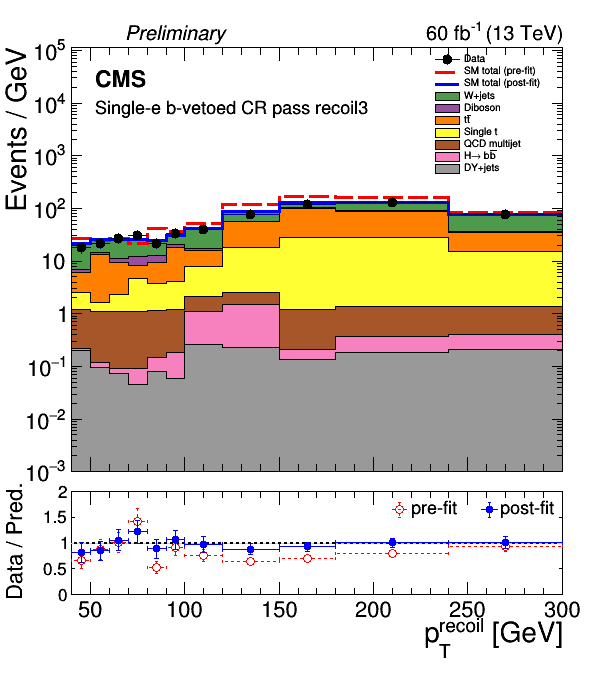 Preliminary 60 fb⁻¹ (13 TeV)
CMS
Single-e b-vetoed CR pass recoil3
Data
SM total (pre-fit)
SM total (post-fit)
W+jets
Diboson
tt̅
Single t
QCD multijet
H→ bb̅
DY+jets
Events / GeV
10⁵
10⁴
10³
10²
10
1
10⁻¹
10⁻²
10⁻³
pre-fit post-fit
Data / Pred.
2
1.5
1
0.5
0
50 100 150 200 250 300
p_T^recoil [GeV]